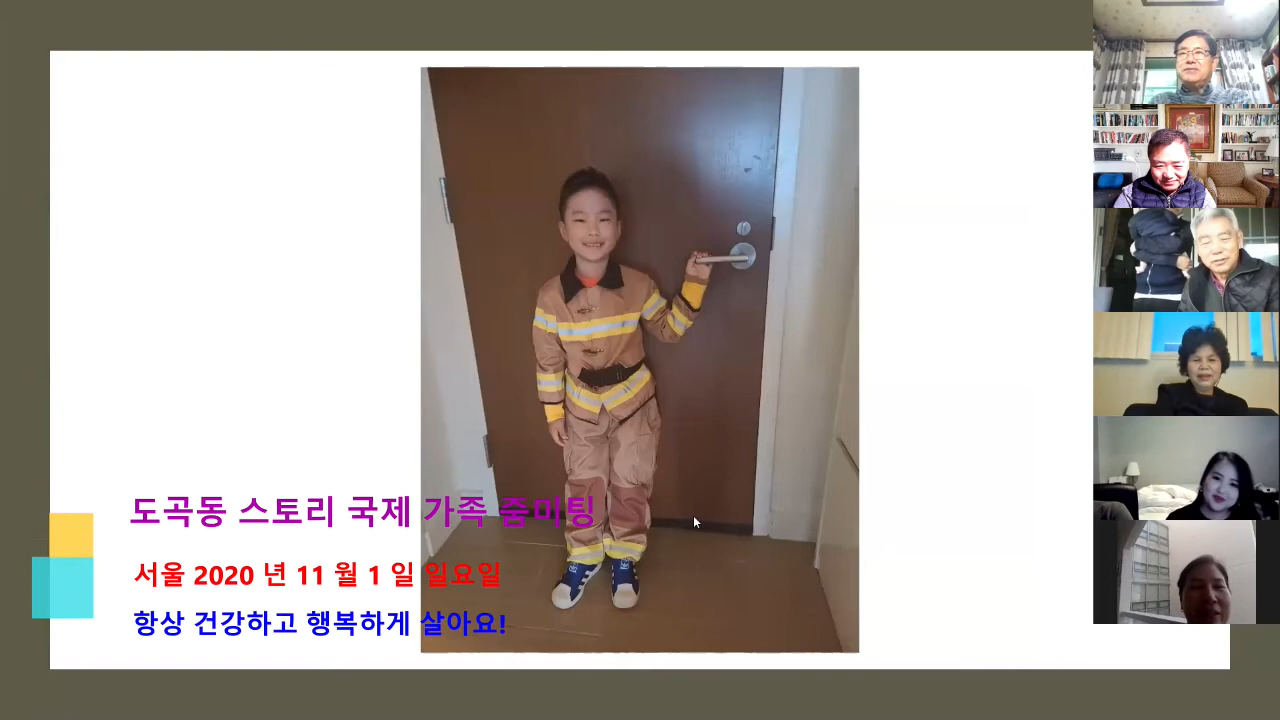 도곡동 스토리 국제 가족 줌미팅
서울 2020 년 11 월 1 일 일요일
항상 건강하고 행복하게 살아요!